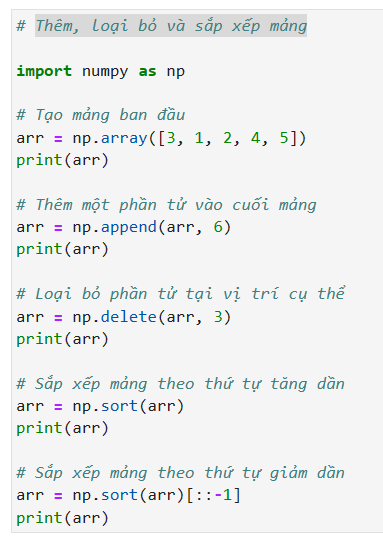 # Thêm, loại bỏ và sắp xếp mảng
import numpy as np
# Tạo mảng ban đầu
arr = np.array([3, 1, 2, 4, 5])
print(arr)
# Thêm một phần tử vào cuối mảng
arr = np.append(arr, 6)
print(arr)
# Loại bỏ phần tử tại vị trí cụ thể
arr = np.delete(arr, 3)
print(arr)
# Sắp xếp mảng theo thứ tự tăng dần
arr = np.sort(arr)
print(arr)
# Sắp xếp mảng theo thứ tự giảm dần
arr = np.sort(arr)[::-1]
print(arr)